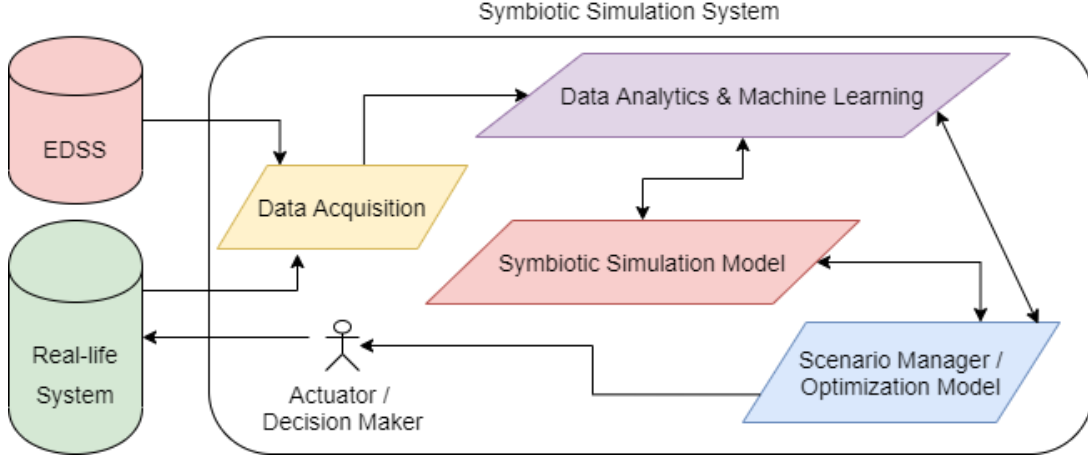 Symbiotic Simulation System
Data Analytics & Machine Learning
EDSS
Data Acquisition
Symbiotic Simulation Model
Real-life
System
Actuator /
Decision Maker
Scenario Manager /
Optimization Model